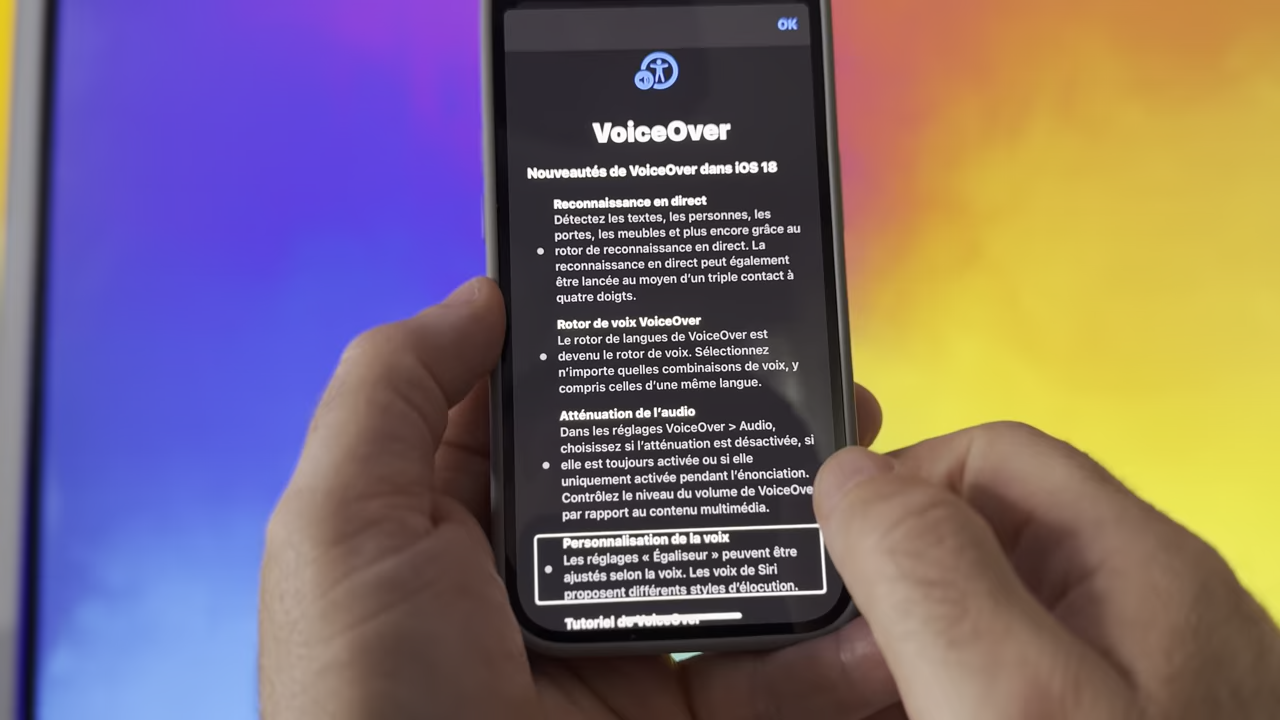 OK
VoiceOver
Nouveautés de VoiceOver dans iOS 18
Reconnaissance en direct
Détectez les textes, les personnes, les
portes, les meubles et plus encore grâce au
rotor de reconnaissance en direct. La
reconnaissance en direct peut également
être lancée au moyen d'un triple contact à
quatre doigts.
Rotor de voix VoiceOver
Le rotor de langues de VoiceOver est
devenu le rotor de voix. Sélectionnez
n'importe quelles combinaisons de voix, y
compris celles d'une même langue.
Atténuation de l'audio
Dans les réglages VoiceOver > Audio,
choisissez si l'atténuation est désactivée, si
elle est toujours activée ou si elle
uniquement activée pendant l'énonciation.
Contrôlez le niveau du volume de VoiceOve
par rapport au contenu multimédia.
Personnalisation de la voix
Les réglages « Égaliseur » peuvent être
ajustés selon la voix. Les voix de Siri
proposent différents styles d'élocution.
Tutoriel de VoiceOver